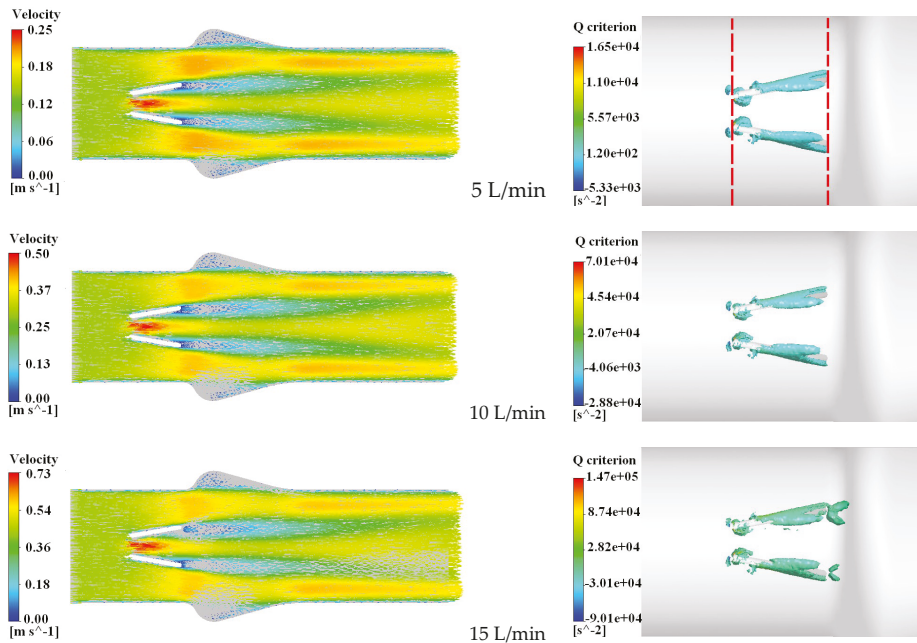 Velocity
0.25
0.18
0.12
0.06
0.00
[m s^-1]
5 L/min
Q criterion
1.65e+04
1.10e+04
5.57e+03
1.20e+02
-5.33e+03
[s^-2]
Velocity
0.50
0.37
0.25
0.13
0.00
[m s^-1]
10 L/min
Q criterion
7.01e+04
4.54e+04
2.07e+04
-4.06e+03
-2.88e+04
[s^-2]
Velocity
0.73
0.54
0.36
0.18
0.00
[m s^-1]
15 L/min
Q criterion
1.47e+05
8.74e+04
2.82e+04
-3.01e+04
-9.01e+04
[s^-2]